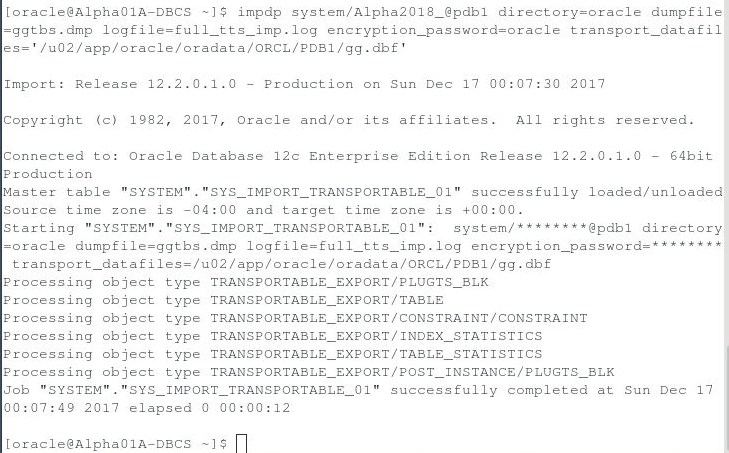 [oracle@Alpha01A-DBCS ~]$ impdp system/Alpha2018_@pdb1 directory=oracle dumpfile
=ggtbs.dmp logfile=full_tts_imp.log encryption_password=oracle transport_datafil
es='/u02/app/oracle/oradata/ORCL/PDB1/gg.dbf'
Import: Release 12.2.0.1.0 - Production on Sun Dec 17 00:07:30 2017
Copyright (c) 1982, 2017, Oracle and/or its affiliates.  All rights reserved.
Connected to: Oracle Database 12c Enterprise Edition Release 12.2.0.1.0 - 64bit
Production
Master table "SYSTEM"."SYS_IMPORT_TRANSPORTABLE_01" successfully loaded/unloaded
Source time zone is -04:00 and target time zone is +00:00.
Starting "SYSTEM"."SYS_IMPORT_TRANSPORTABLE_01":  system/********@pdb1 directory
=oracle dumpfile=ggtbs.dmp logfile=full_tts_imp.log encryption_password=********
 transport_datafiles=/u02/app/oracle/oradata/ORCL/PDB1/gg.dbf
Processing object type TRANSPORTABLE_EXPORT/PLUGTS_BLK
Processing object type TRANSPORTABLE_EXPORT/TABLE
Processing object type TRANSPORTABLE_EXPORT/CONSTRAINT/CONSTRAINT
Processing object type TRANSPORTABLE_EXPORT/INDEX_STATISTICS
Processing object type TRANSPORTABLE_EXPORT/TABLE_STATISTICS
Processing object type TRANSPORTABLE_EXPORT/POST_INSTANCE/PLUGTS_BLK
Job "SYSTEM"."SYS_IMPORT_TRANSPORTABLE_01" successfully completed at Sun Dec 17
00:07:49 2017 elapsed 0 00:00:12
[oracle@Alpha01A-DBCS ~]$